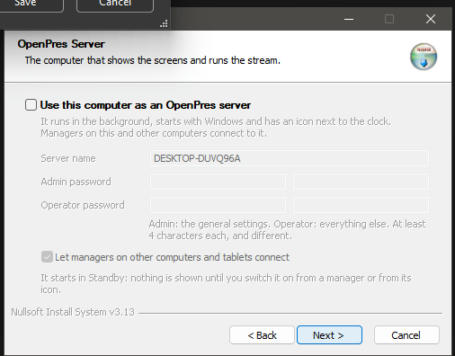 Save Cancel
OpenPres Server
The computer that shows the screens and runs the stream.
Use this computer as an OpenPres server
It runs in the background, starts with Windows and has an icon next to the clock.
Managers on this and other computers connect to it.
Server name DESKTOP-DUVQ96A
Admin password
Operator password
Admin: the general settings. Operator: everything else. At least
4 characters each, and different.
Let managers on other computers and tablets connect
It starts in Standby: nothing is shown until you switch it on from a manager or from its
icon.
Nullsoft Install System v3.13
< Back Next > Cancel